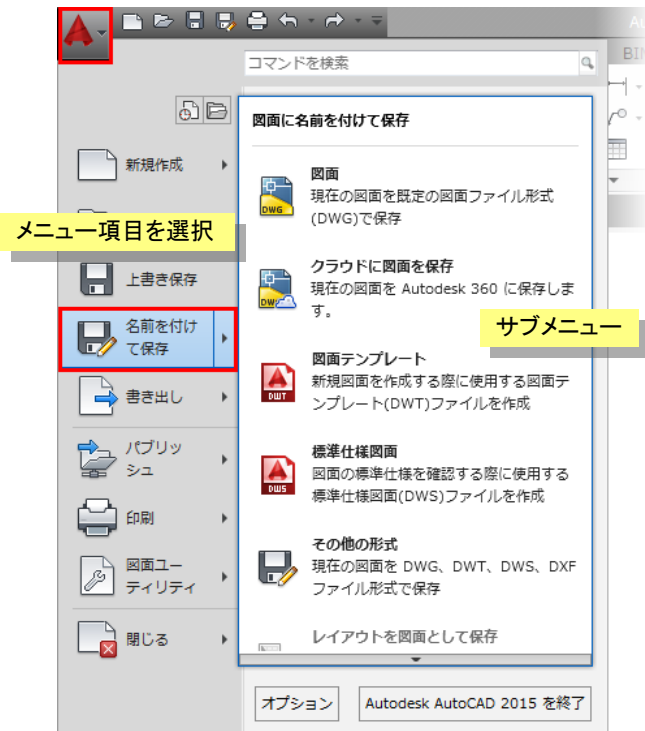 Au
コマンドを検索
BIM
図面に名前を付けて保存
新規作成
図面
現在の図面を既定の図面ファイル形式
(DWG)で保存
DWG
メニュー項目を選択
上書き保存
クラウドに図面を保存
現在の図面を Autodesk 360 に保存しま
す。
DWG
サブメニュー
名前を付け
て保存
図面テンプレート
新規図面を作成する際に使用する図面テ
ンプレート(DWT)ファイルを作成
DWT
書き出し
パブリッ
シュ
標準仕様図面
図面の標準仕様を確認する際に使用する
標準仕様図面(DWS)ファイルを作成
DWS
印刷
その他の形式
現在の図面を DWG、DWT、DWS、DXF
ファイル形式で保存
図面ユー
ティリティ
閉じる
レイアウトを図面として保存
オプション
Autodesk AutoCAD 2015 を終了